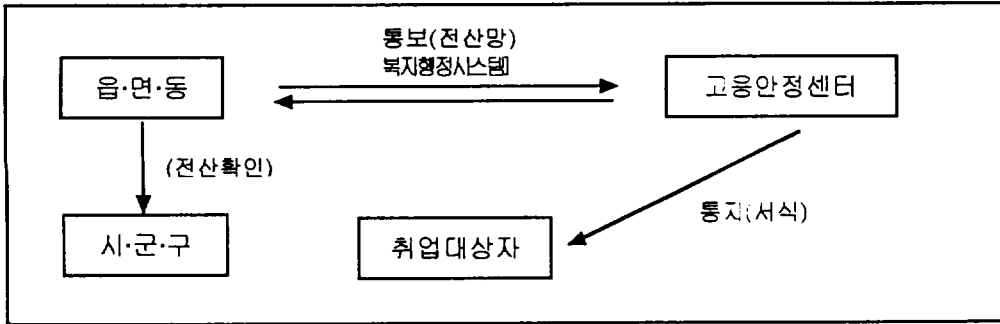 통보(전산망)
복지행정시스템
읍·면·동
고용안정센터
(전산확인)
통지(서식)
시·군·구
취업대상자